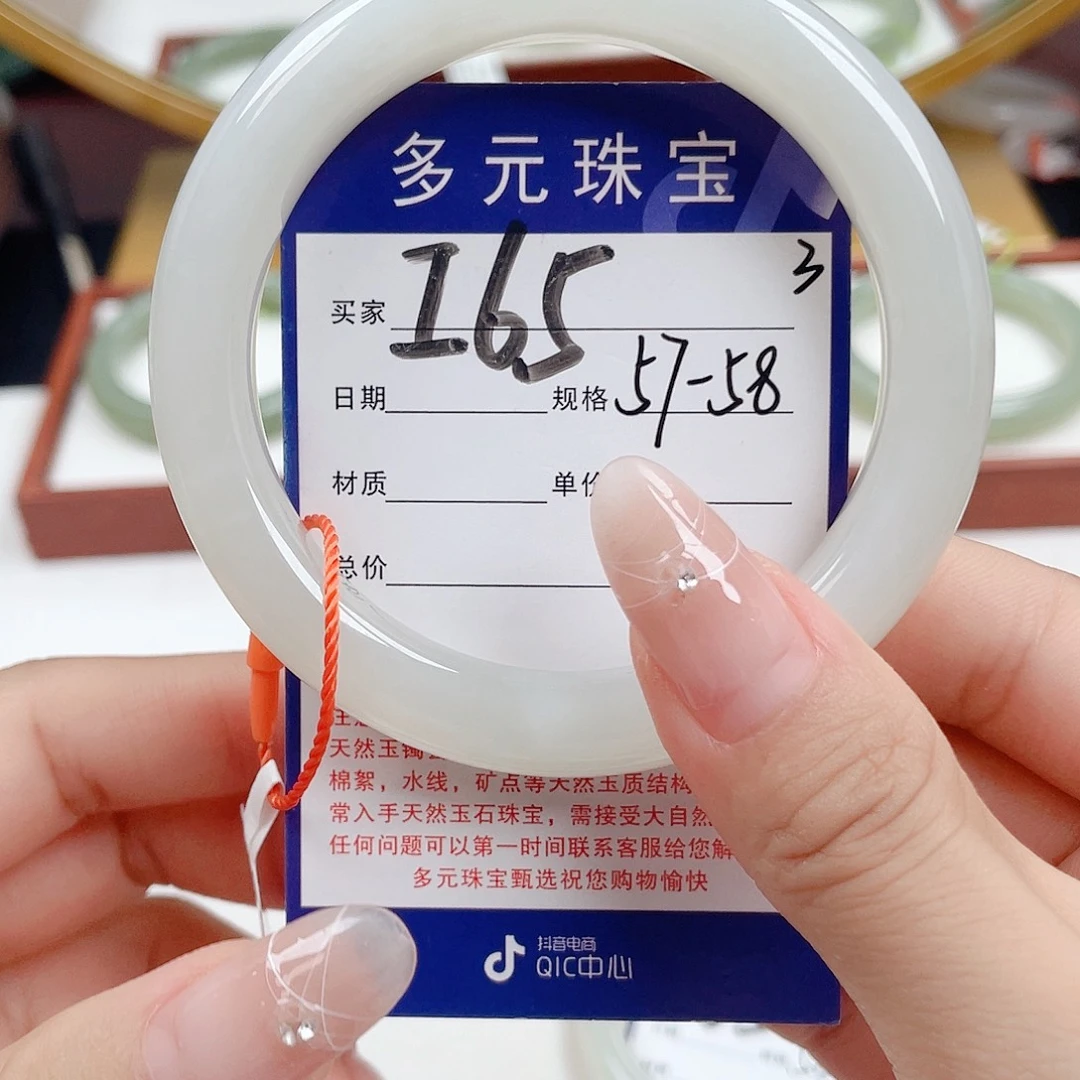 多元珠宝
3
买家 I65
日期 规格 57-58
材质 单价
总价
天然玉镯
棉絮，水线，矿点等天然玉质结构
常入手天然玉石珠宝，需接受大自然
任何问题可以第一时间联系客服给您解
多元珠宝甄选祝您购物愉快
抖音电商
QIC中心